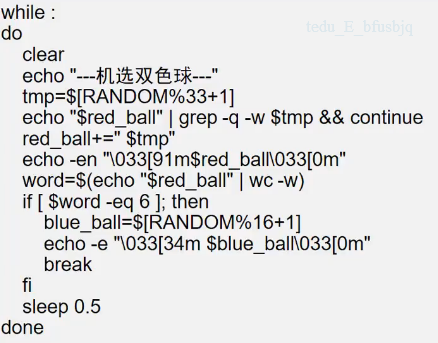 while :
tedu_E_bfusbjq
do
clear
echo "---机选双色球---"
tmp=$[RANDOM%33+1]
echo "$red_ball" | grep -q -w $tmp && continue
red_ball+=" $tmp"
echo -en "\033[91m$red_ball\033[0m"
word=$(echo "$red_ball" | wc -w)
if [ $word -eq 6 ]; then
blue_ball=$[RANDOM%16+1]
echo -e "\033[34m $blue_ball\033[0m"
break
fi
sleep 0.5
done